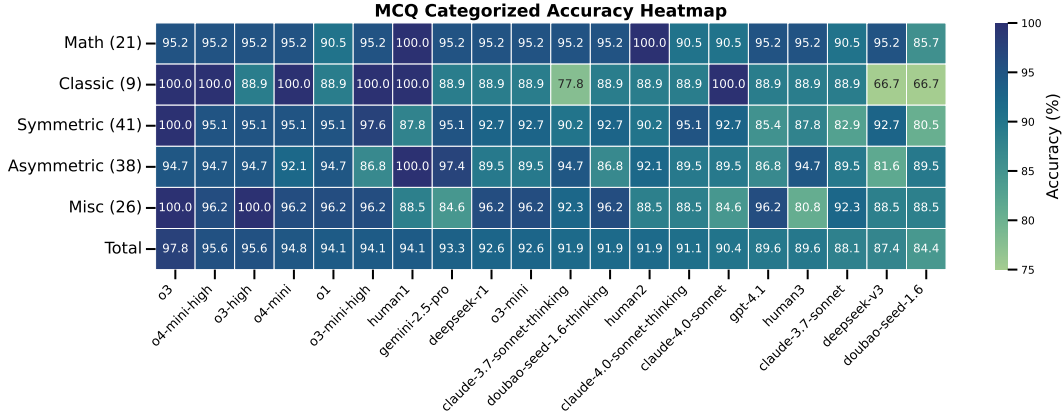 MCQ Categorized Accuracy Heatmap
Math (21) 95.2 95.2 95.2 95.2 90.5 95.2 100.0 95.2 95.2 95.2 95.2 95.2 100.0 90.5 90.5 95.2 95.2 90.5 95.2 85.7
Classic (9) 100.0 100.0 88.9 100.0 88.9 100.0 100.0 88.9 88.9 88.9 77.8 88.9 88.9 88.9 100.0 88.9 88.9 88.9 66.7 66.7
Symmetric (41) 100.0 95.1 95.1 95.1 95.1 97.6 87.8 95.1 92.7 92.7 90.2 92.7 90.2 95.1 92.7 85.4 87.8 82.9 92.7 80.5
Asymmetric (38) 94.7 94.7 94.7 92.1 94.7 86.8 100.0 97.4 89.5 89.5 94.7 86.8 92.1 89.5 89.5 86.8 94.7 89.5 81.6 89.5
Misc (26) 100.0 96.2 100.0 96.2 96.2 96.2 88.5 84.6 96.2 96.2 92.3 96.2 88.5 88.5 84.6 96.2 80.8 92.3 88.5 88.5
Total 97.8 95.6 95.6 94.8 94.1 94.1 94.1 93.3 92.6 92.6 91.9 91.9 91.9 91.1 90.4 89.6 89.6 88.1 87.4 84.4
o3
o4-mini-high
o3-high
o4-mini
o1
o3-mini-high
human1
gemini-2.5-pro
deepseek-r1
o3-mini
claude-3.7-sonnet-thinking
doubao-seed-1.6-thinking
human2
claude-4.0-sonnet-thinking
claude-4.0-sonnet
gpt-4.1
human3
claude-3.7-sonnet
deepseek-v3
doubao-seed-1.6
100
95
90
85
80
75
Accuracy (%)